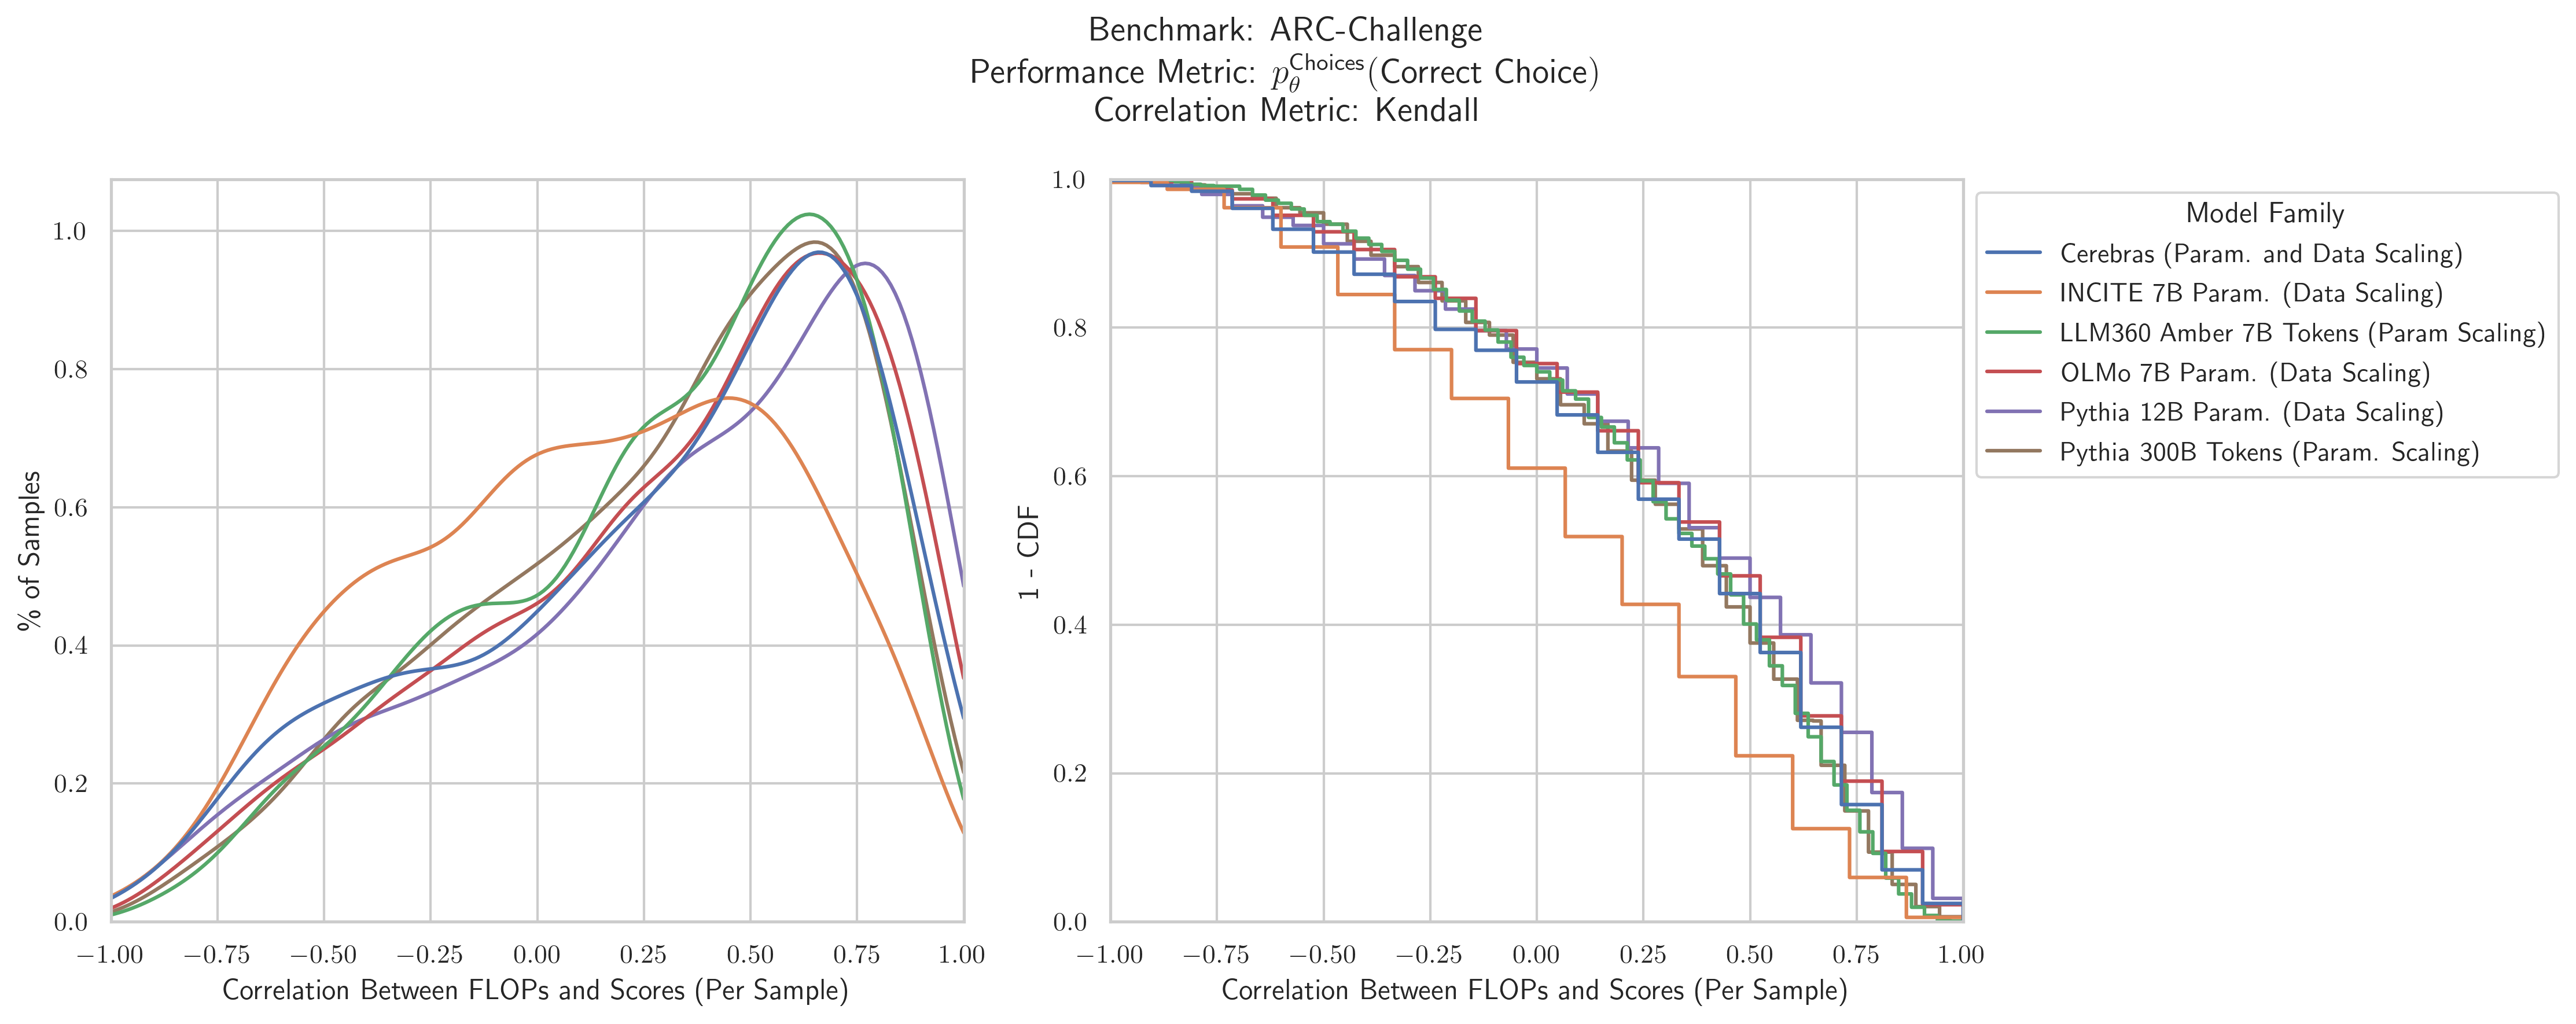 Benchmark: ARC-Challenge
Performance Metric: $p_{\theta}^{\text{Choices}}$(Correct Choice)
Correlation Metric: Kendall
% of Samples
1.0
0.8
0.6
0.4
0.2
0.0
−1.00 −0.75 −0.50 −0.25 0.00 0.25 0.50 0.75 1.00
Correlation Between FLOPs and Scores (Per Sample)
1 - CDF
1.0
0.8
0.6
0.4
0.2
0.0
−1.00 −0.75 −0.50 −0.25 0.00 0.25 0.50 0.75 1.00
Correlation Between FLOPs and Scores (Per Sample)
Model Family
Cerebras (Param. and Data Scaling)
INCITE 7B Param. (Data Scaling)
LLM360 Amber 7B Tokens (Param Scaling)
OLMo 7B Param. (Data Scaling)
Pythia 12B Param. (Data Scaling)
Pythia 300B Tokens (Param. Scaling)